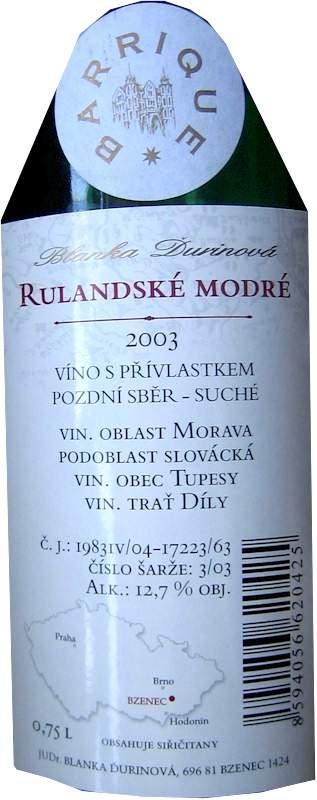 BARRIQUE
Blanka Ďurinová
RULANDSKÉ MODRÉ
2003
VÍNO S PŘÍVLASTKEM
POZDNÍ SBĚR - SUCHÉ
VIN. OBLAST MORAVA
PODOBLAST SLOVÁCKÁ
VIN. OBEC TUPESY
VIN. TRAŤ DÍLY
Č. J.: 1983IV/04-17223/63
ČÍSLO ŠARŽE: 3/03
ALK.: 12,7 % OBJ.
8594056620425
Praha
Brno
BZENEC
Hodonín
0,75 L
OBSAHUJE SIŘIČITANY
JUDr. BLANKA ĎURINOVÁ, 696 81 BZENEC 1424